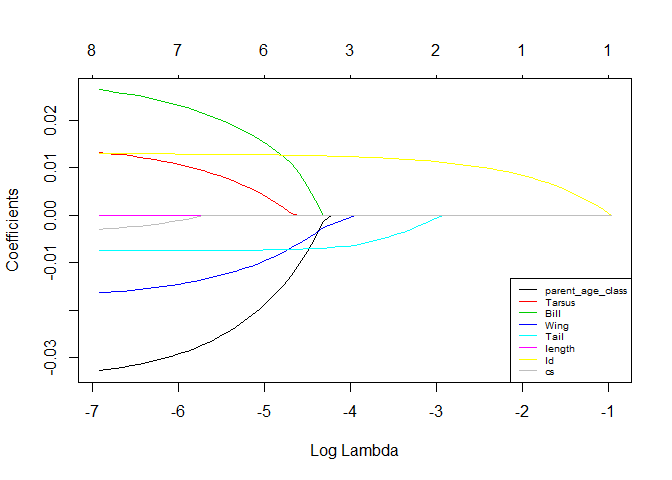 8 7 6 4 3 2 1 1
0.02
0.01
0.00
-0.01
-0.03
Coefficients
parent_age_class
Tarsus
Bill
Wing
Tail
length
ld
cs
-7 -6 -5 -4 -3 -2 -1
Log Lambda